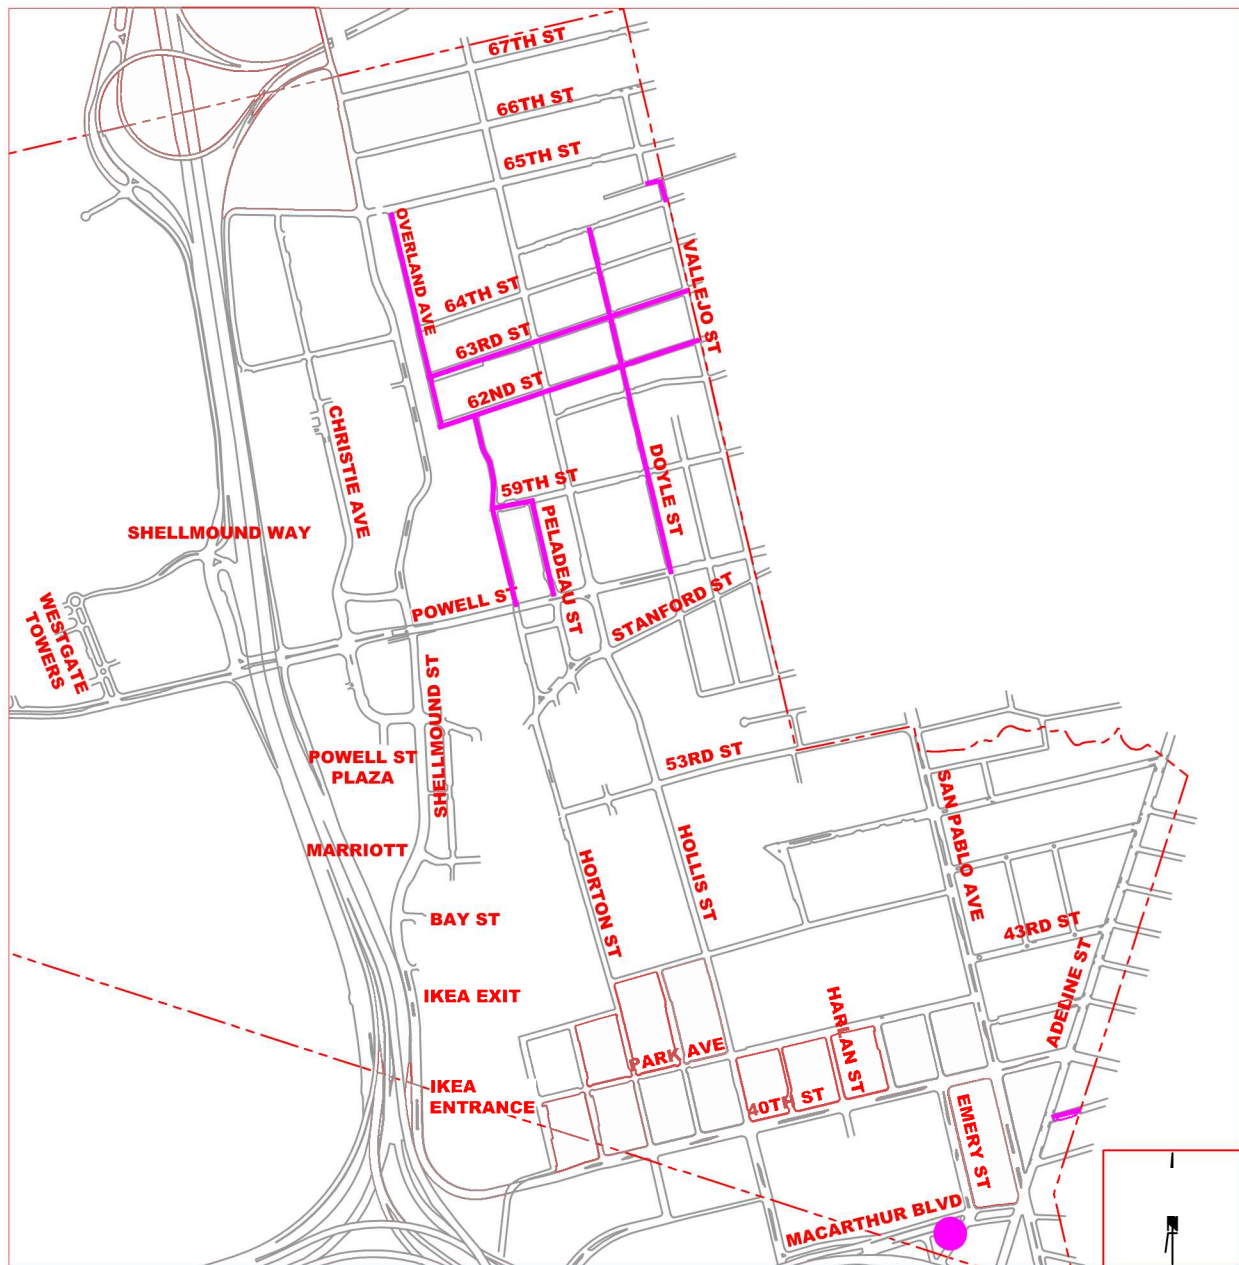 67TH ST
66TH ST
65TH ST
OVERLAND AVE
VALLEJO ST
64TH ST
63RD ST
62ND ST
CHRISTIE AVE
DOYLE ST
59TH ST
PELADEAU ST
SHELLMOUND WAY
WESTGATE
TOWERS
POWELL ST
STANFORD ST
SHELLMOUND ST
POWELL ST
PLAZA
53RD ST
SAN PABLO AVE
MARRIOTT
HORTON ST
HOLLIS ST
BAY ST
43RD ST
ADELINE ST
IKEA EXIT
HARLAN ST
PARK AVE
IKEA
ENTRANCE
40TH ST
EMERY ST
MACARTHUR BLVD